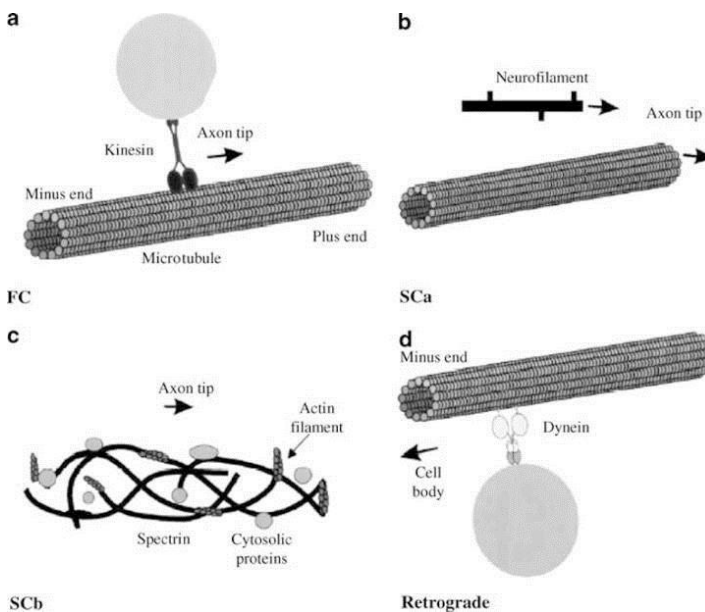 a
Kinesin
Axon tip
Minus end
Microtubule
Plus end
FC
b
Neurofilament
Axon tip
SCa
c
Axon tip
Actin
filament
Spectrin
Cytosolic
proteins
SCb
d
Minus end
Dynein
Cell
body
Retrograde